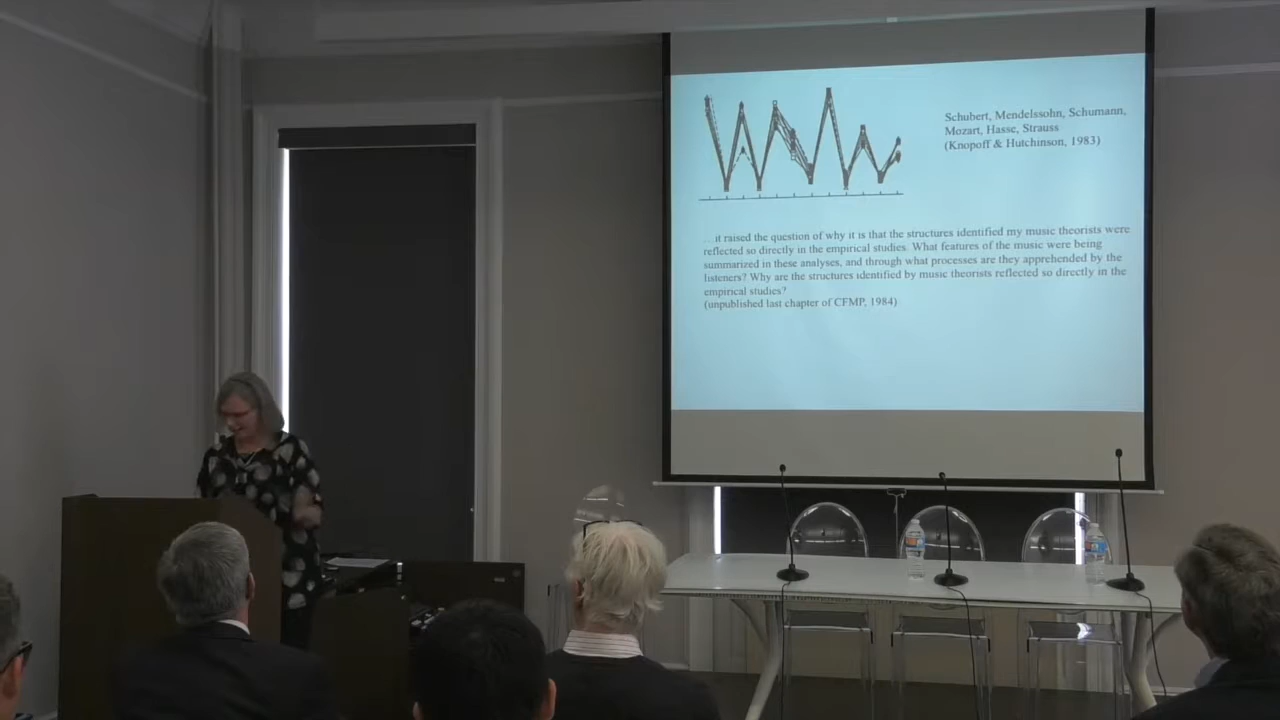 Schubert, Mendelssohn, Schumann,
Mozart, Hasse, Strauss
(Knopoff & Hutchinson, 1983)
...it raised the question of why it is that the structures identified my music theorists were
reflected so directly in the empirical studies. What features of the music were being
summarized in these analyses, and through what processes are they apprehended by the
listeners? Why are the structures identified by music theorists reflected so directly in the
empirical studies?
(unpublished last chapter of CFMP, 1984)